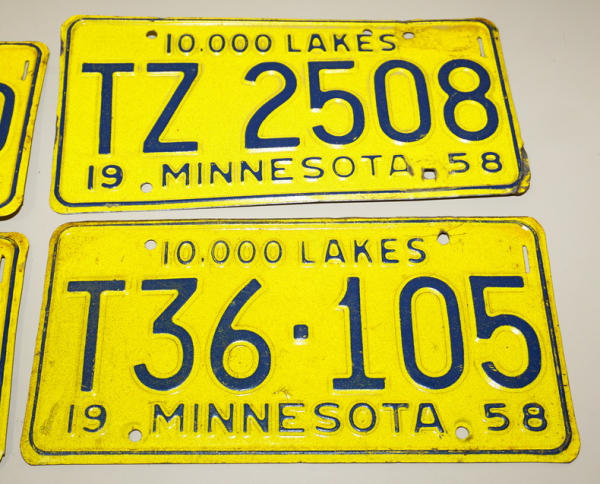 10.000 LAKES
TZ 2508
19 MINNESOTA 58
10.000 LAKES
T36·105
19 MINNESOTA 58